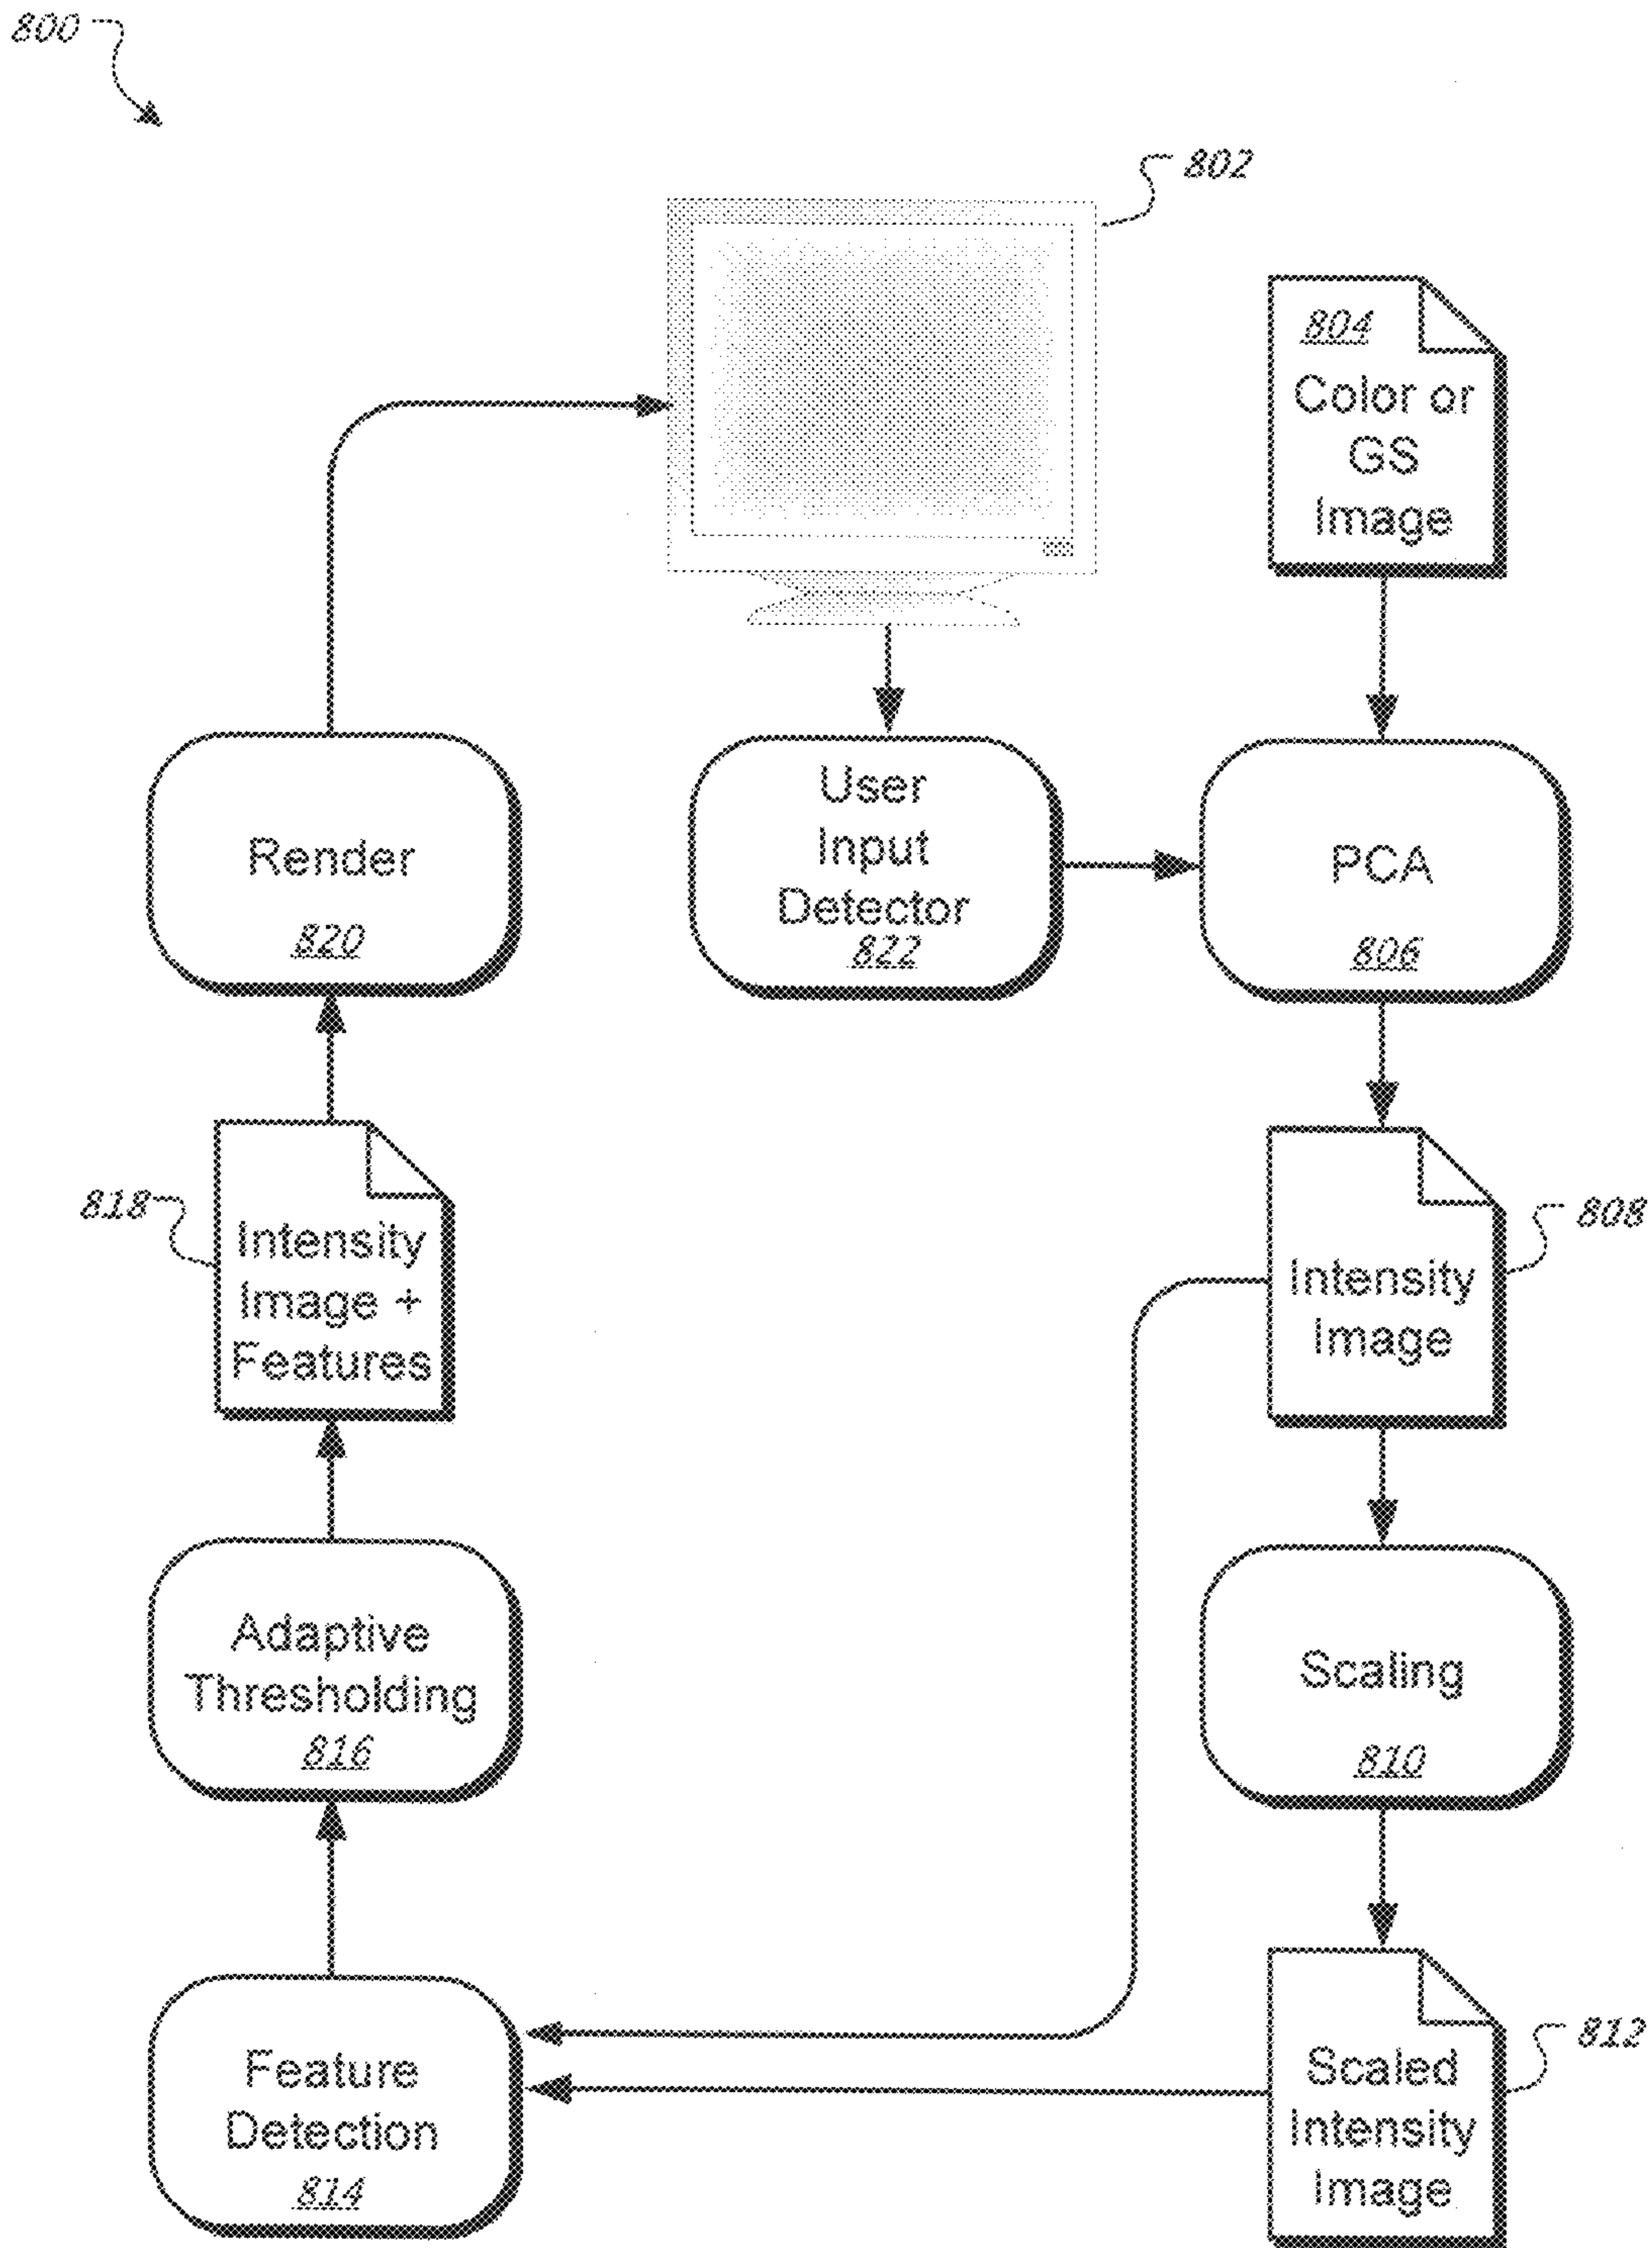 800
802
804
Color or
GS
Image
Render
820
User
Input
Detector
822
PCA
806
818
Intensity
Image +
Features
808
Intensity
Image
Adaptive
Thresholding
816
Scaling
810
Feature
Detection
814
812
Scaled
Intensity
Image